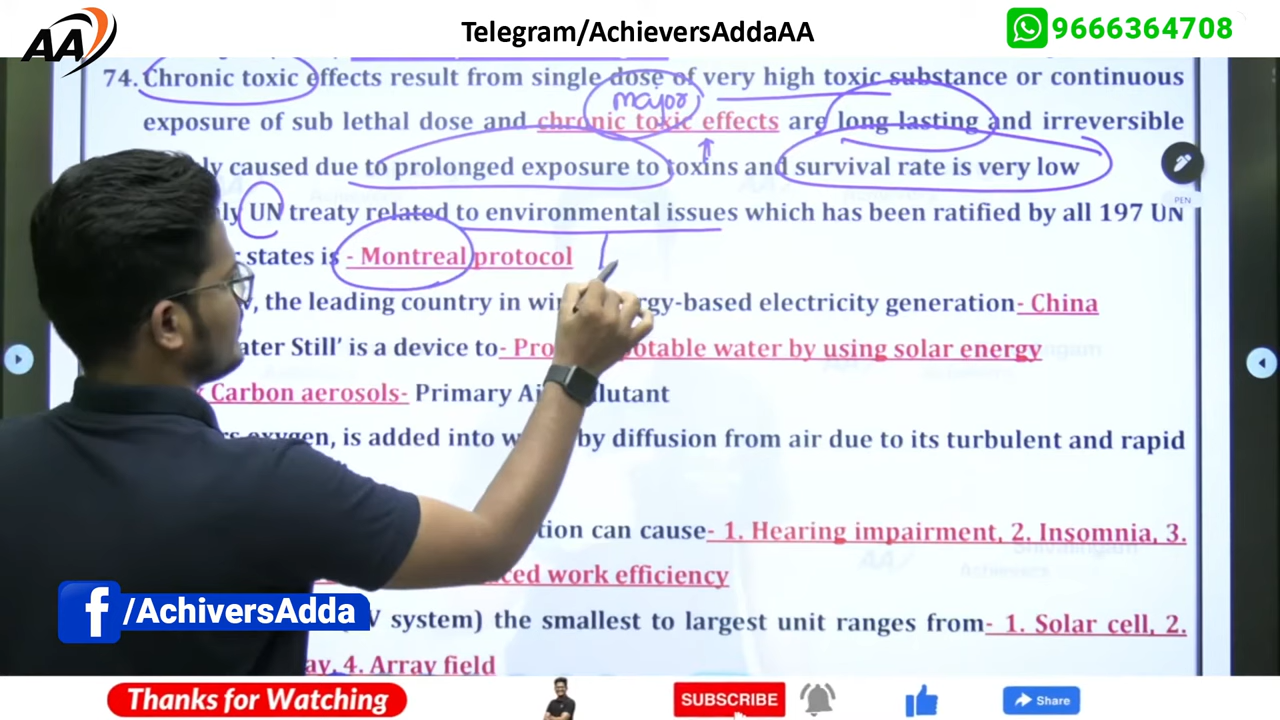 AA
Telegram/AchieversAddaAA
9666364708
74. Chronic toxic effects result from single dose of very high toxic substance or continuous
major
exposure of sub lethal dose and chronic toxic effects are long lasting and irreversible
caused due to prolonged exposure to toxins and survival rate is very low
PEN
UN treaty related to environmental issues which has been ratified by all 197 UN
states is - Montreal protocol
, the leading country in wind energy-based electricity generation- China
ater Still' is a device to- Pro potable water by using solar energy
Carbon aerosols- Primary Air Pollutant
oxygen, is added into by diffusion from air due to its turbulent and rapid
tion can cause- 1. Hearing impairment, 2. Insomnia, 3.
ced work efficiency
f /AchiversAdda
V system) the smallest to largest unit ranges from- 1. Solar cell, 2.
ay, 4. Array field
Thanks for Watching
SUBSCRIBE
Share